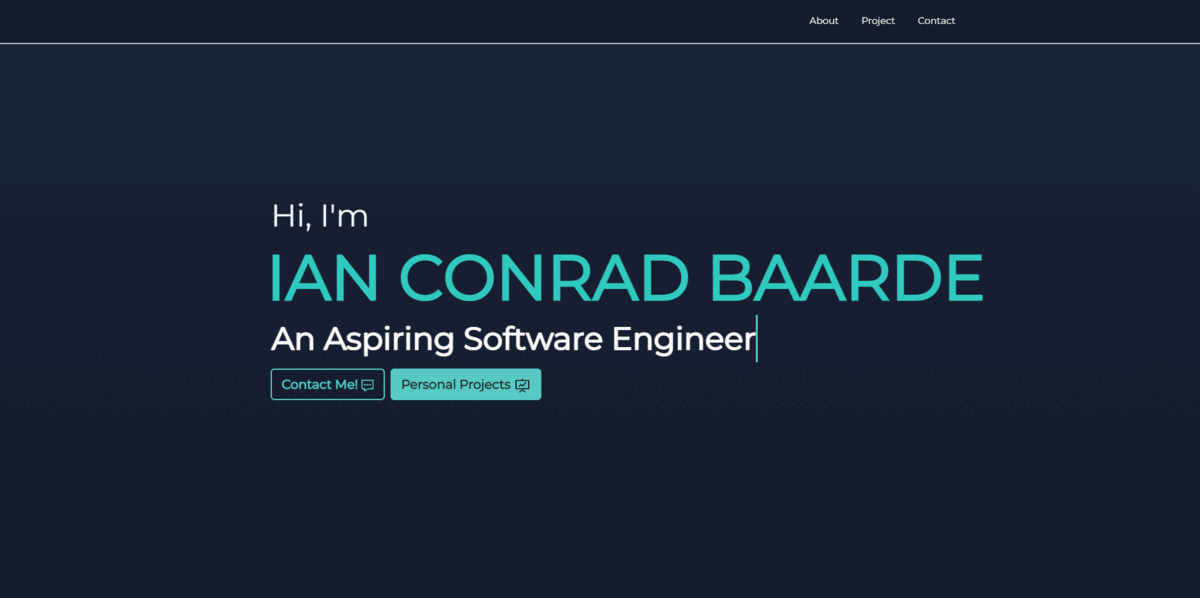 About Project Contact
Hi, I'm
IAN CONRAD BAARDE
An Aspiring Software Engineer
Contact Me! Personal Projects